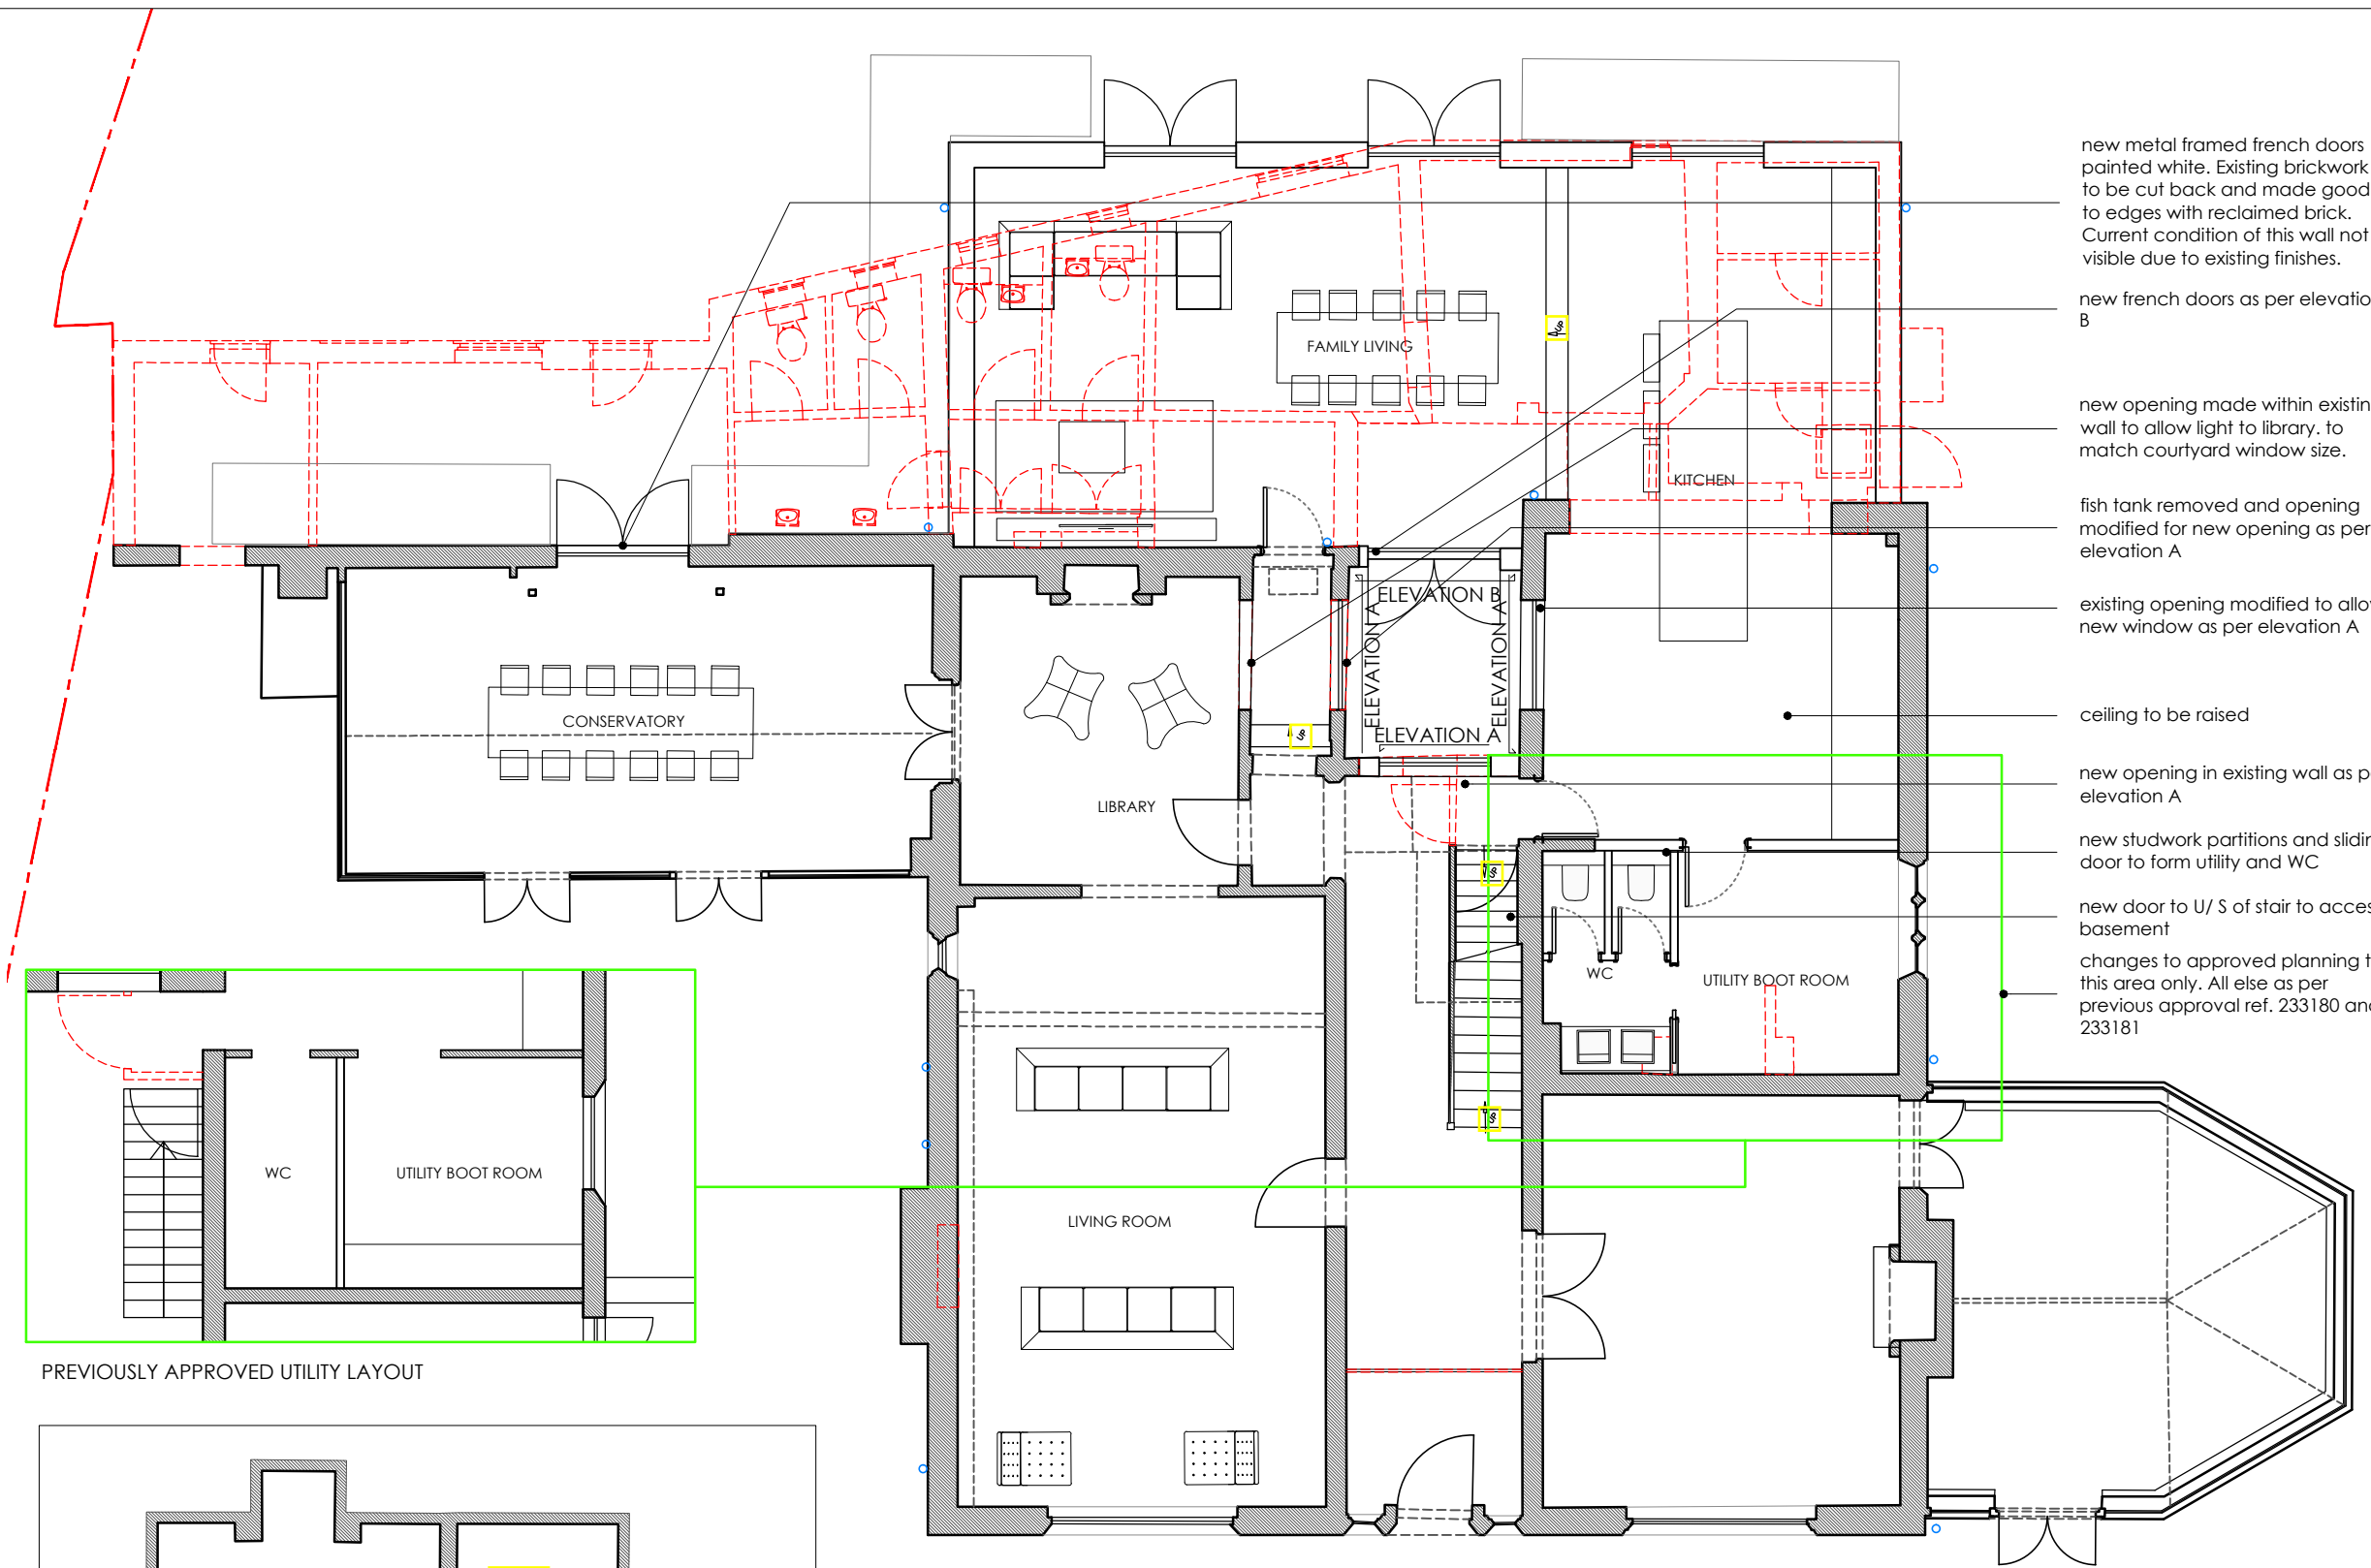 new metal framed french doors
painted white. Existing brickwork
to be cut back and made good
to edges with reclaimed brick.
Current condition of this wall not
visible due to existing finishes.
new french doors as per elevatio
B
new opening made within existin
wall to allow light to library. to
match courtyard window size.
fish tank removed and opening
modified for new opening as per
elevation A
existing opening modified to allo
new window as per elevation A
ceiling to be raised
new opening in existing wall as p
elevation A
new studwork partitions and slidin
door to form utility and WC
new door to U/ S of stair to acces
basement
changes to approved planning t
this area only. All else as per
previous approval ref. 233180 and
233181
FAMILY LIVING
UP
KITCHEN
ELEVATION B
ELEVATION A
ELEVATION A
ELEVATION A
CONSERVATORY
UP
LIBRARY
UP
WC
UTILITY BOOT ROOM
UP
WC
UTILITY BOOT ROOM
LIVING ROOM
PREVIOUSLY APPROVED UTILITY LAYOUT